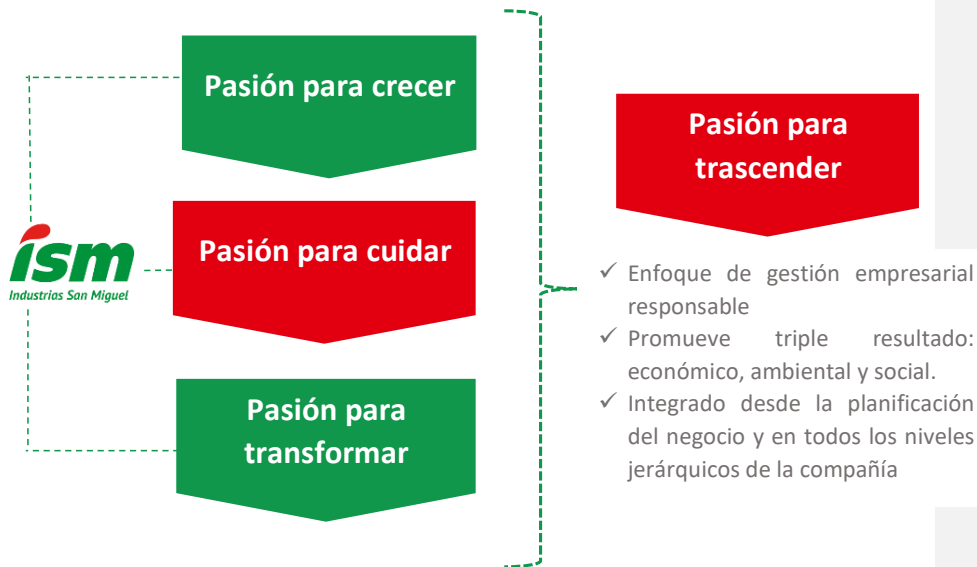 Pasión para crecer
Pasión para
trascender
ism
Industrias San Miguel
Pasión para cuidar
✓ Enfoque de gestión empresarial
responsable
✓ Promueve triple resultado:
económico, ambiental y social.
✓ Integrado desde la planificación
del negocio y en todos los niveles
jerárquicos de la compañía
Pasión para
transformar